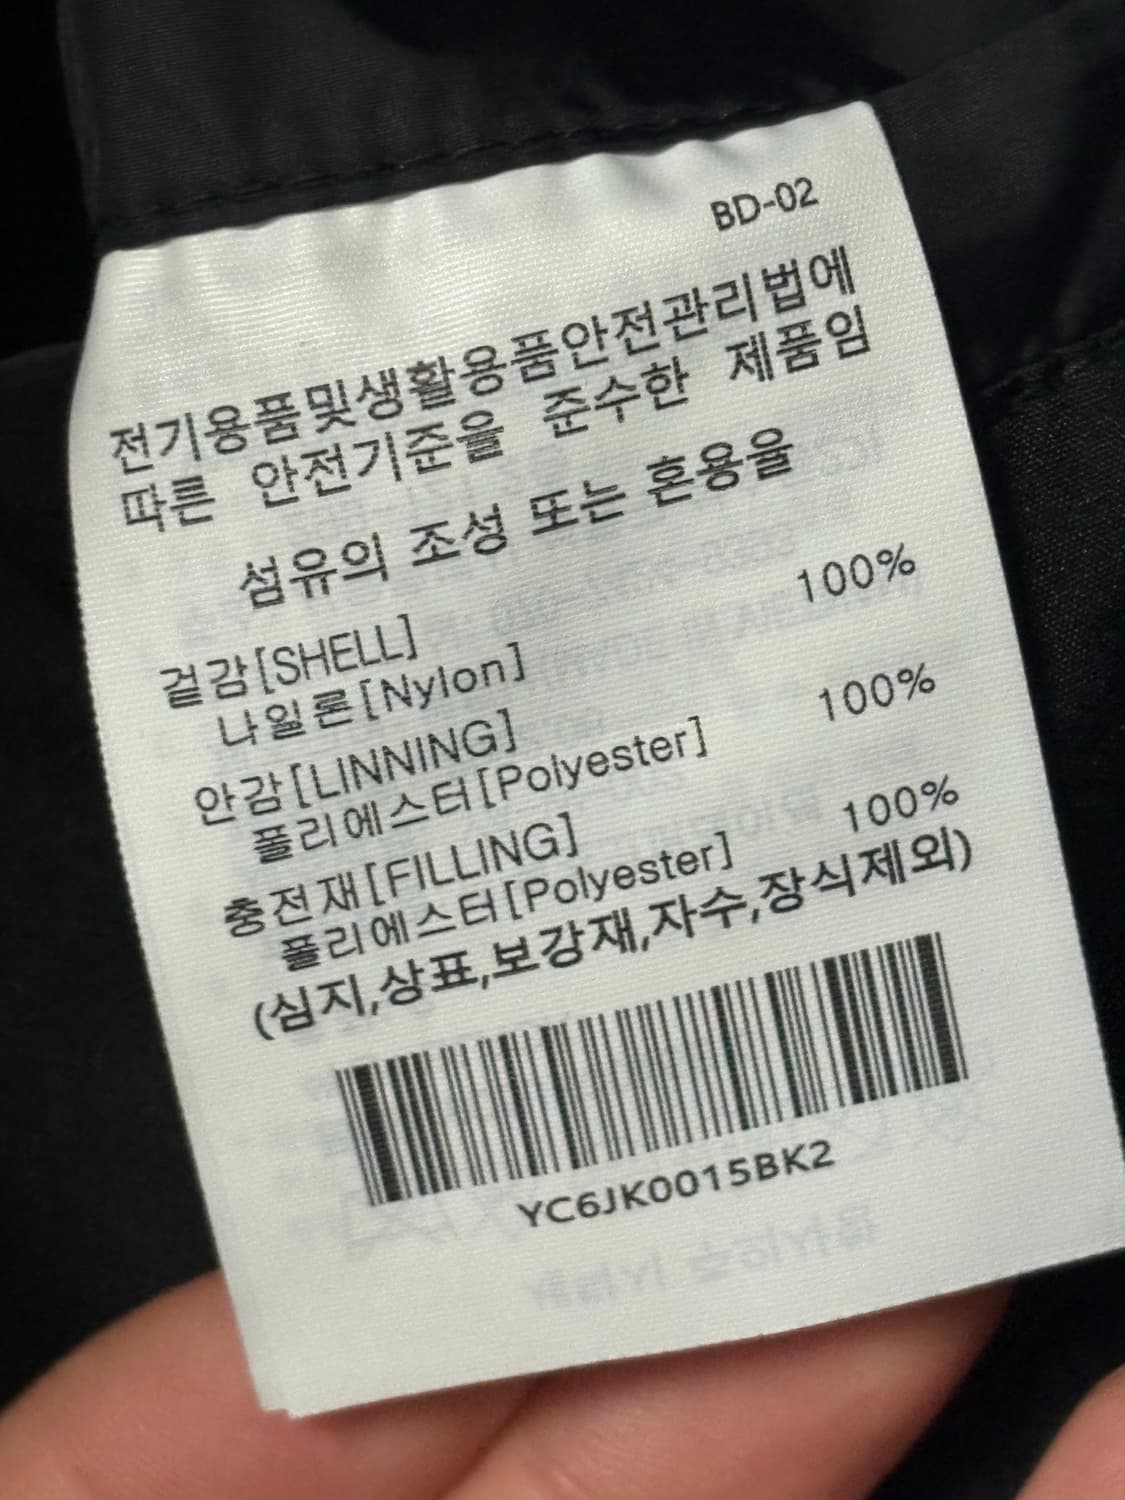 BD-02
전기용품및생활용품안전관리법에
따른 안전기준을 준수한 제품임
섬유의 조성 또는 혼용율
겉감[SHELL]
나일론[Nylon] 100%
안감[LINNING]
폴리에스터[Polyester] 100%
충전재[FILLING]
폴리에스터[Polyester] 100%
(심지,상표,보강재,자수,장식제외)
YC6JK0015BK2